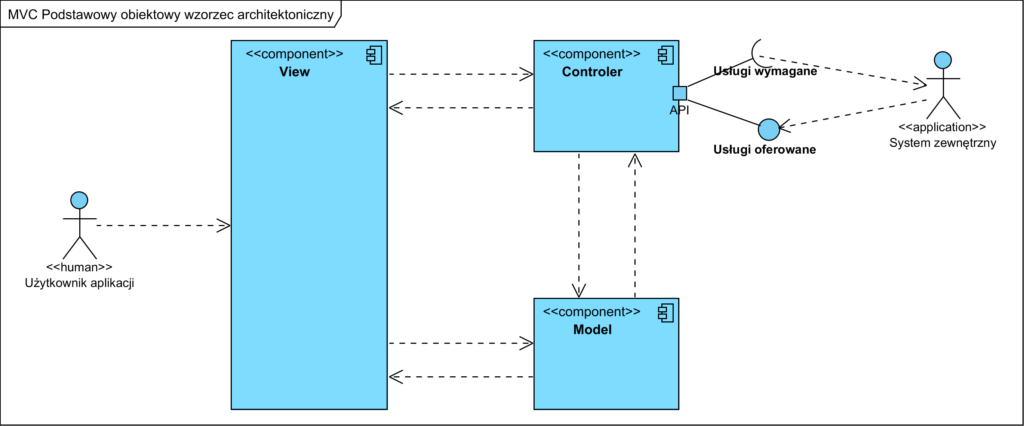 MVC Podstawowy obiektowy wzorzec architektoniczny
<<component>>
View
<<component>>
Controler
Usługi wymagane
API
Usługi oferowane
<<application>>
System zewnętrzny
<<human>>
Użytkownik aplikacji
<<component>>
Model